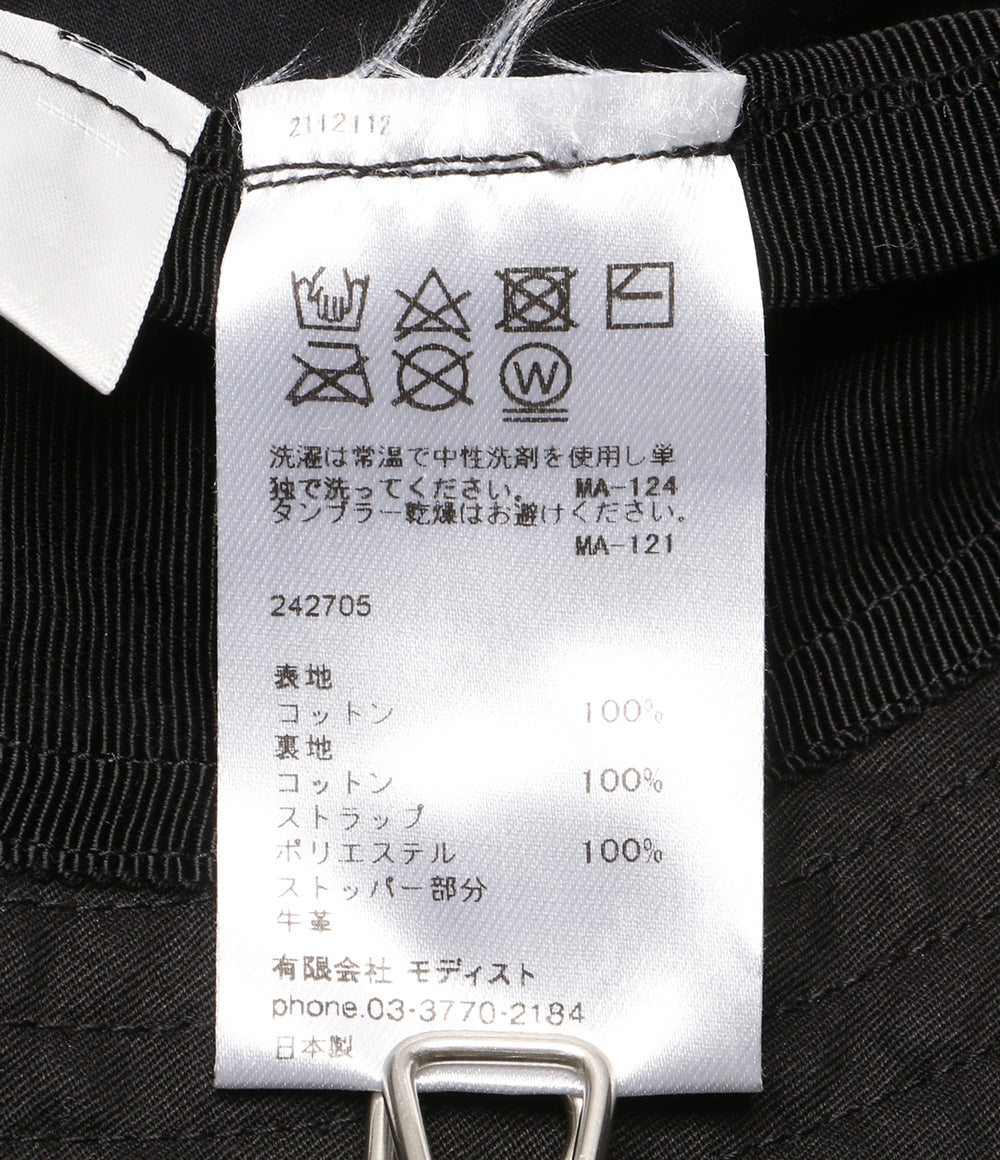 2112112
W
洗濯は常温で中性洗剤を使用し単
独で洗ってください。 MA-124
タンブラー乾燥はお避けください。
MA-121
242705
表地
コットン 100%
裏地
コットン 100%
ストラップ
ポリエステル 100%
ストッパー部分
牛革
有限会社 モディスト
phone.03-3770-2184
日本製